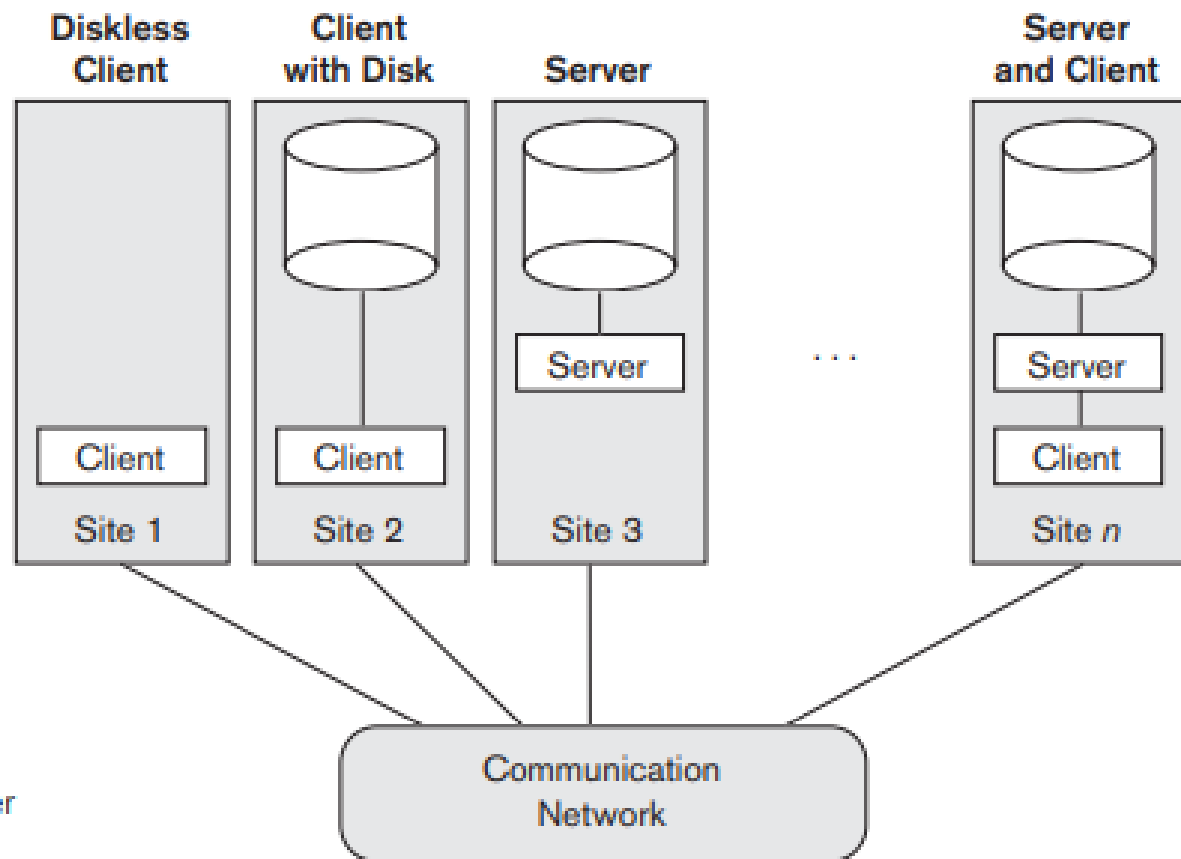 Diskless
Client
Client
with Disk
Server
Server
and Client
Server
Server
Client
Client
Client
Site 1
Site 2
Site 3
. . .
Site n
Communication
Network